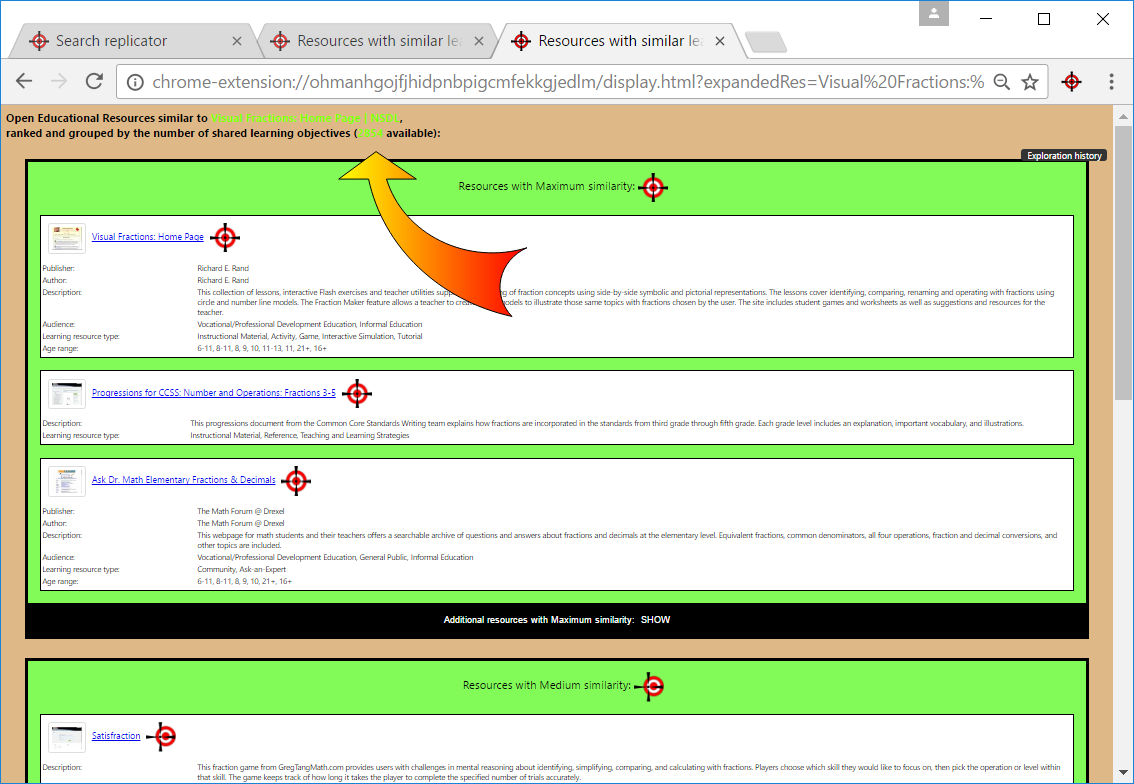 Search replicator
Resources with similar le
Resources with similar le
chrome-extension://ohmanhgojfjhidpnbpigcmfekkgjedlm/display.html?expandedRes=Visual%20Fractions:%
Open Educational Resources similar to Visual Fractions: Home Page ,
ranked and grouped by the number of shared learning objectives ( available):
Exploration history
Resources with Maximum similarity:
Visual Fractions: Home Page
Publisher: Richard E. Rand
Author: Richard E. Rand
Description: This collection of lessons, interactive Flash exercises and teacher utilities of fraction concepts using side-by-side symbolic and pictorial representations. The lessons cover identifying, comparing, renaming and operating with fractions using
circle and number line models. The Fraction Maker feature allows a teacher to to illustrate those same topics with fractions chosen by the user. The site includes student games and worksheets as well as suggestions and resources for the
teacher.
Audience: Vocational/Professional Development Education, Informal Education
Learning resource type: Instructional Material, Activity, Game, Interactive Simulation, Tutorial
Age range: 6-11, 8-11, 8, 9, 10, 11-13, 11, 21+, 16+
Progressions for CCSS: Number and Operations: Fractions 3-5
Description: This progressions document from the Common Core Standards Writing team explains how fractions are incorporated in the standards from third grade through fifth grade. Each grade level includes an explanation, important vocabulary, and illustrations.
Learning resource type: Instructional Material, Reference, Teaching and Learning Strategies
Ask Dr. Math Elementary Fractions & Decimals
Publisher: The Math Forum @ Drexel
Author: The Math Forum @ Drexel
Description: This webpage for math students and their teachers offers a searchable archive of questions and answers about fractions and decimals at the elementary level. Equivalent fractions, common denominators, all four operations, fraction and decimal conversions, and
other topics are included.
Audience: Vocational/Professional Development Education, General Public, Informal Education
Learning resource type: Community, Ask-an-Expert
Age range: 6-11, 8-11, 8, 9, 10, 21+, 16+
Additional resources with Maximum similarity: SHOW
Resources with Medium similarity:
Satisfaction
Description: This fraction game from GregTangMath.com provides users with challenges in mental reasoning about identifying, simplifying, comparing, and calculating with fractions. Players choose which skill they would like to focus on, then pick the operation or level within
that skill. The game keeps track of how long it takes the player to complete the specified number of trials accurately.